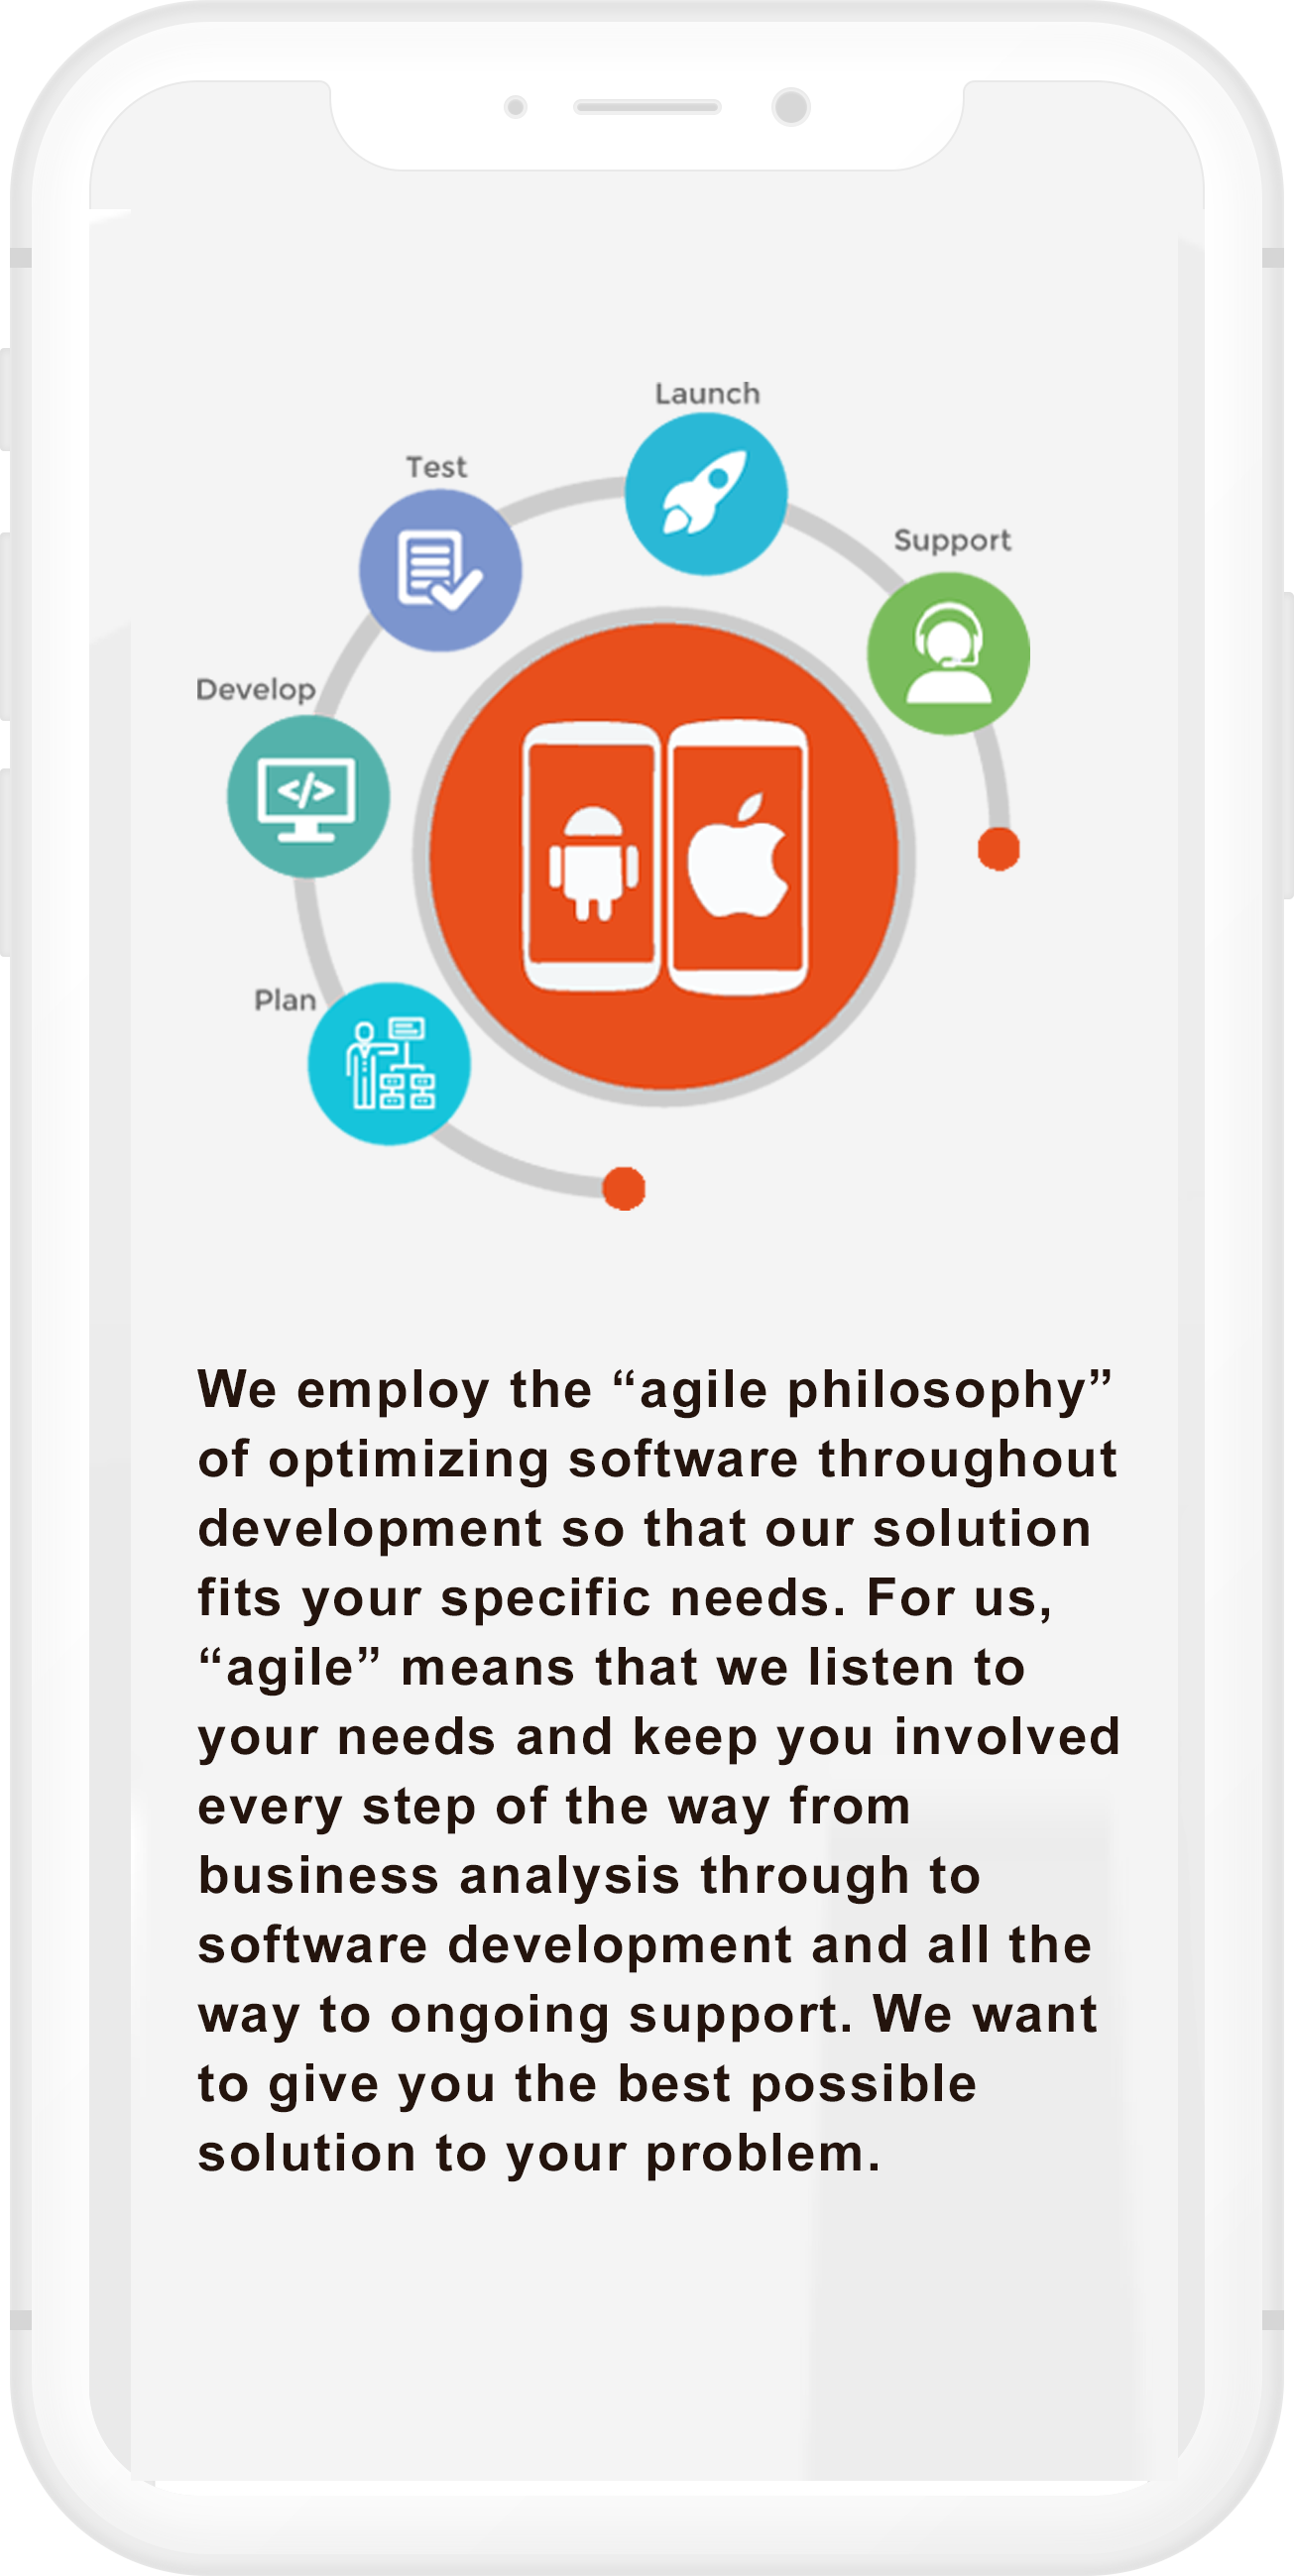 Launch
Test
Support
Develop
</>
Plan
We employ the “agile philosophy”
of optimizing software throughout
development so that our solution
fits your specific needs. For us,
“agile” means that we listen to
your needs and keep you involved
every step of the way from
business analysis through to
software development and all the
way to ongoing support. We want
to give you the best possible
solution to your problem.